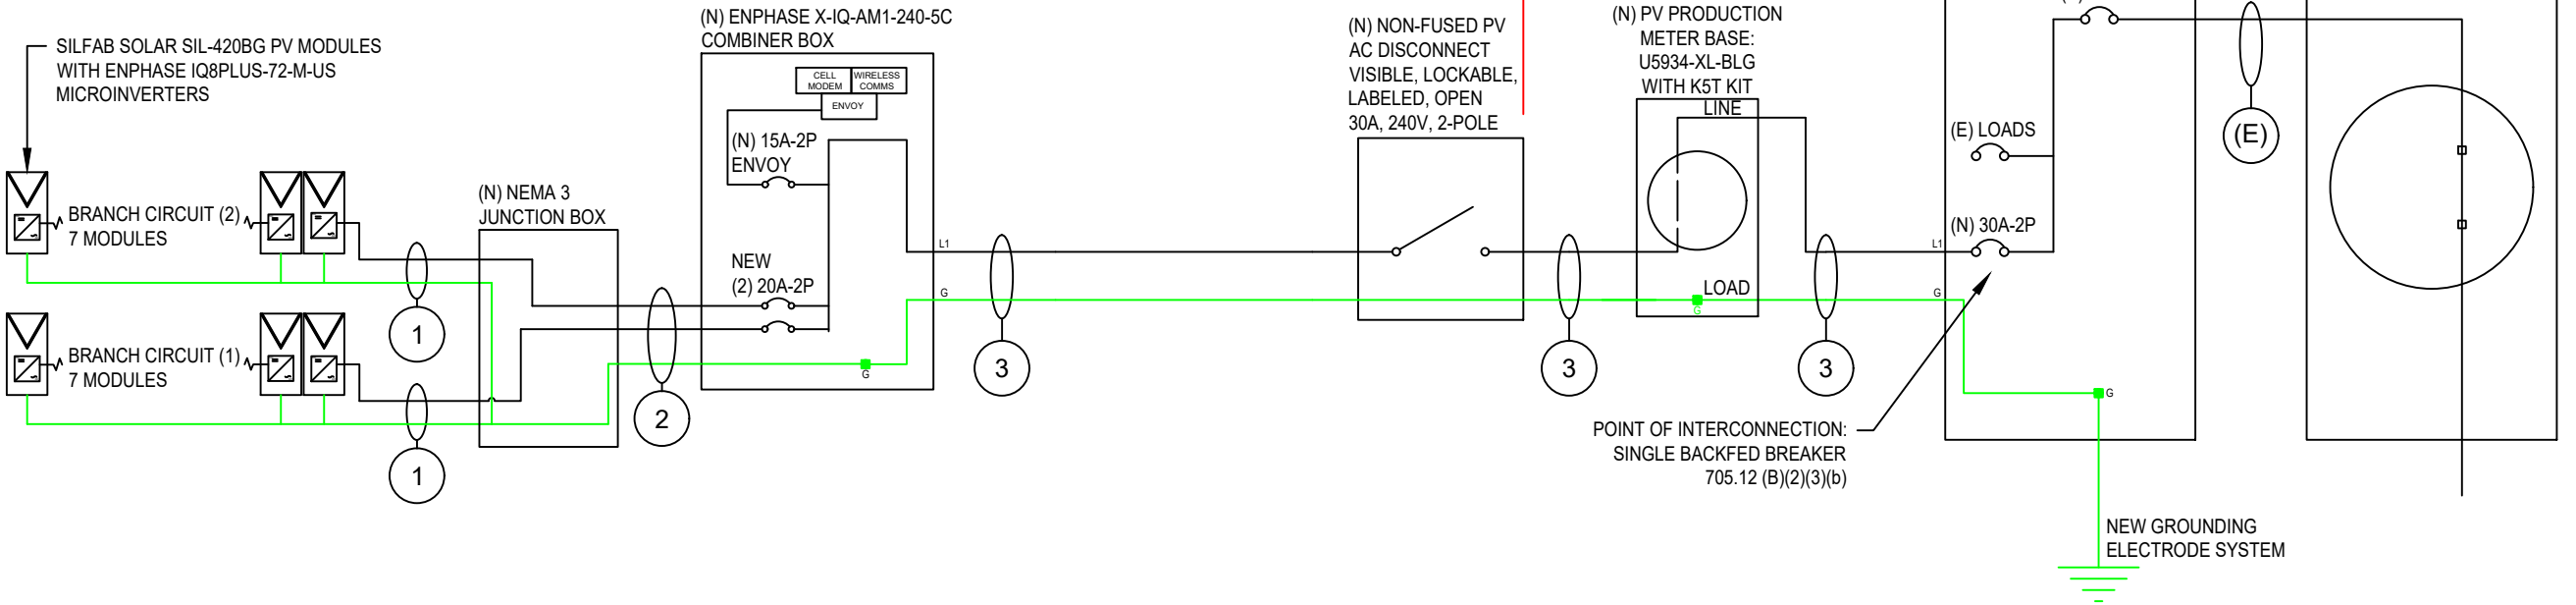 SILFAB SOLAR SIL-420BG PV MODULES
WITH ENPHASE IQ8PLUS-72-M-US
MICROINVERTERS
BRANCH CIRCUIT (2)
7 MODULES
BRANCH CIRCUIT (1)
7 MODULES
1
1
(N) NEMA 3
JUNCTION BOX
2
(N) ENPHASE X-IQ-AM1-240-5C
COMBINER BOX
CELL
MODEM
WIRELESS
COMMS
ENVOY
(N) 15A-2P
ENVOY
NEW
(2) 20A-2P
G
L1
G
3
(N) NON-FUSED PV
AC DISCONNECT
VISIBLE, LOCKABLE,
LABELED, OPEN
30A, 240V, 2-POLE
3
(N) PV PRODUCTION
METER BASE:
U5934-XL-BLG
WITH K5T KIT
LINE
LOAD
G
3
L1
G
(E) LOADS
(N) 30A-2P
POINT OF INTERCONNECTION:
SINGLE BACKFED BREAKER
705.12 (B)(2)(3)(b)
G
NEW GROUNDING
ELECTRODE SYSTEM
(E)